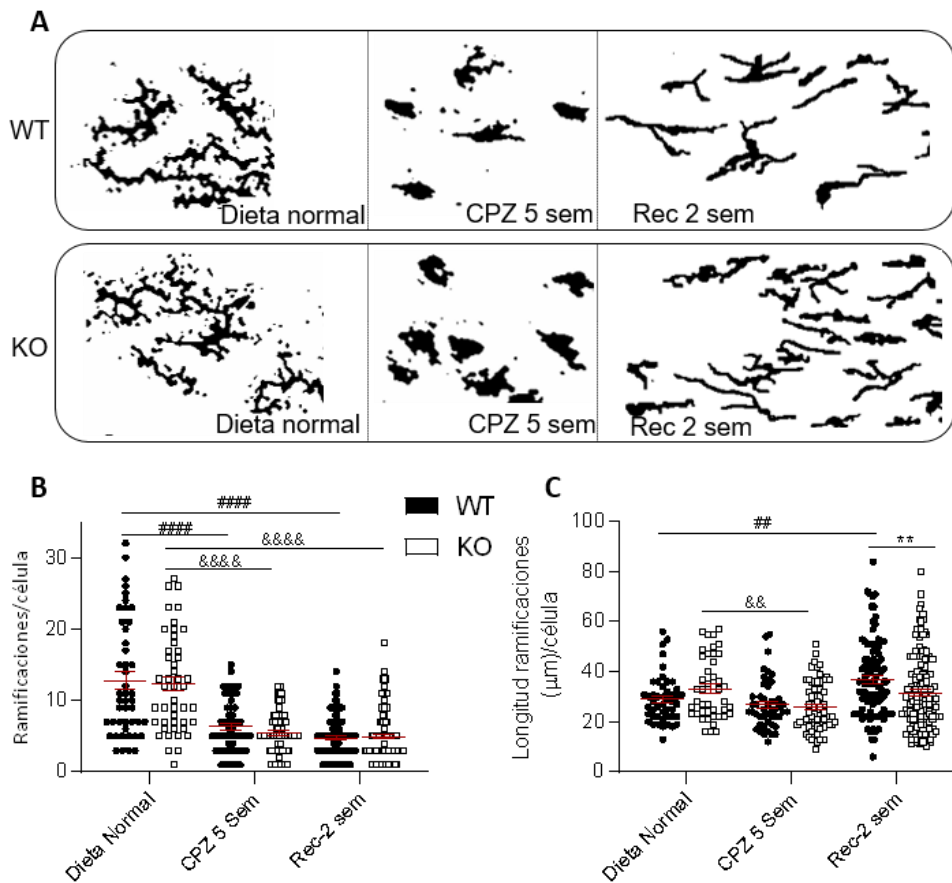 A
WT
Dieta normal
CPZ 5 sem
Rec 2 sem
KO
Dieta normal
CPZ 5 sem
Rec 2 sem
B
Ramificaciones/célula
30
20
10
0
####
####
&&&&
&&&&
WT
KO
Dieta Normal
CPZ 5 Sem
Rec-2 sem
C
Longitud ramificaciones
(µm)/célula
100
80
60
40
20
0
##
**
&&
Dieta Normal
CPZ 5 Sem
Rec-2 sem